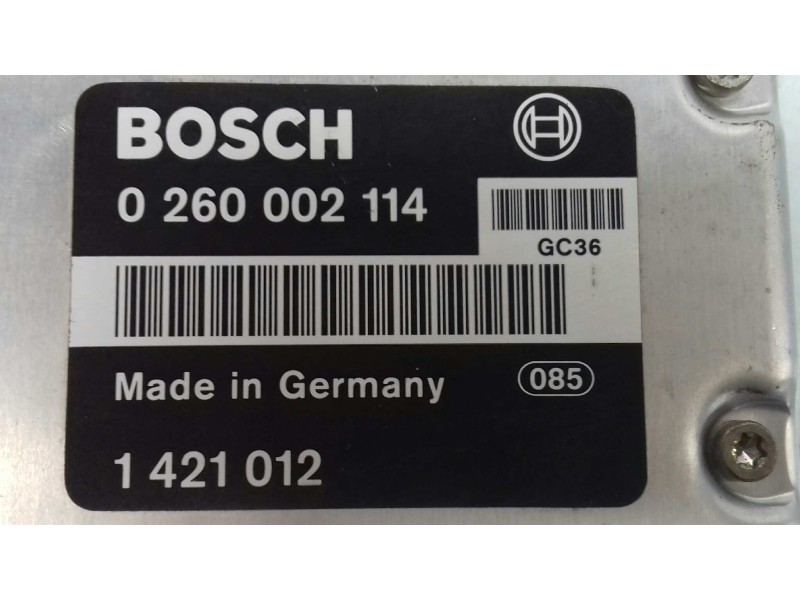 BOSCH
0 260 002 114
GC36
Made in Germany
085
1 421 012